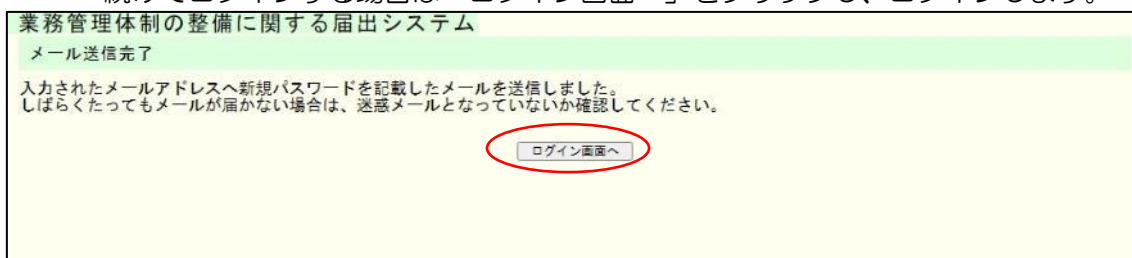 業務管理体制の整備に関する届出システム
メール送信完了
入力されたメールアドレスへ新規パスワードを記載したメールを送信しました。
しばらくたってもメールが届かない場合は、迷惑メールとなっていないか確認してください。
ログイン画面へ